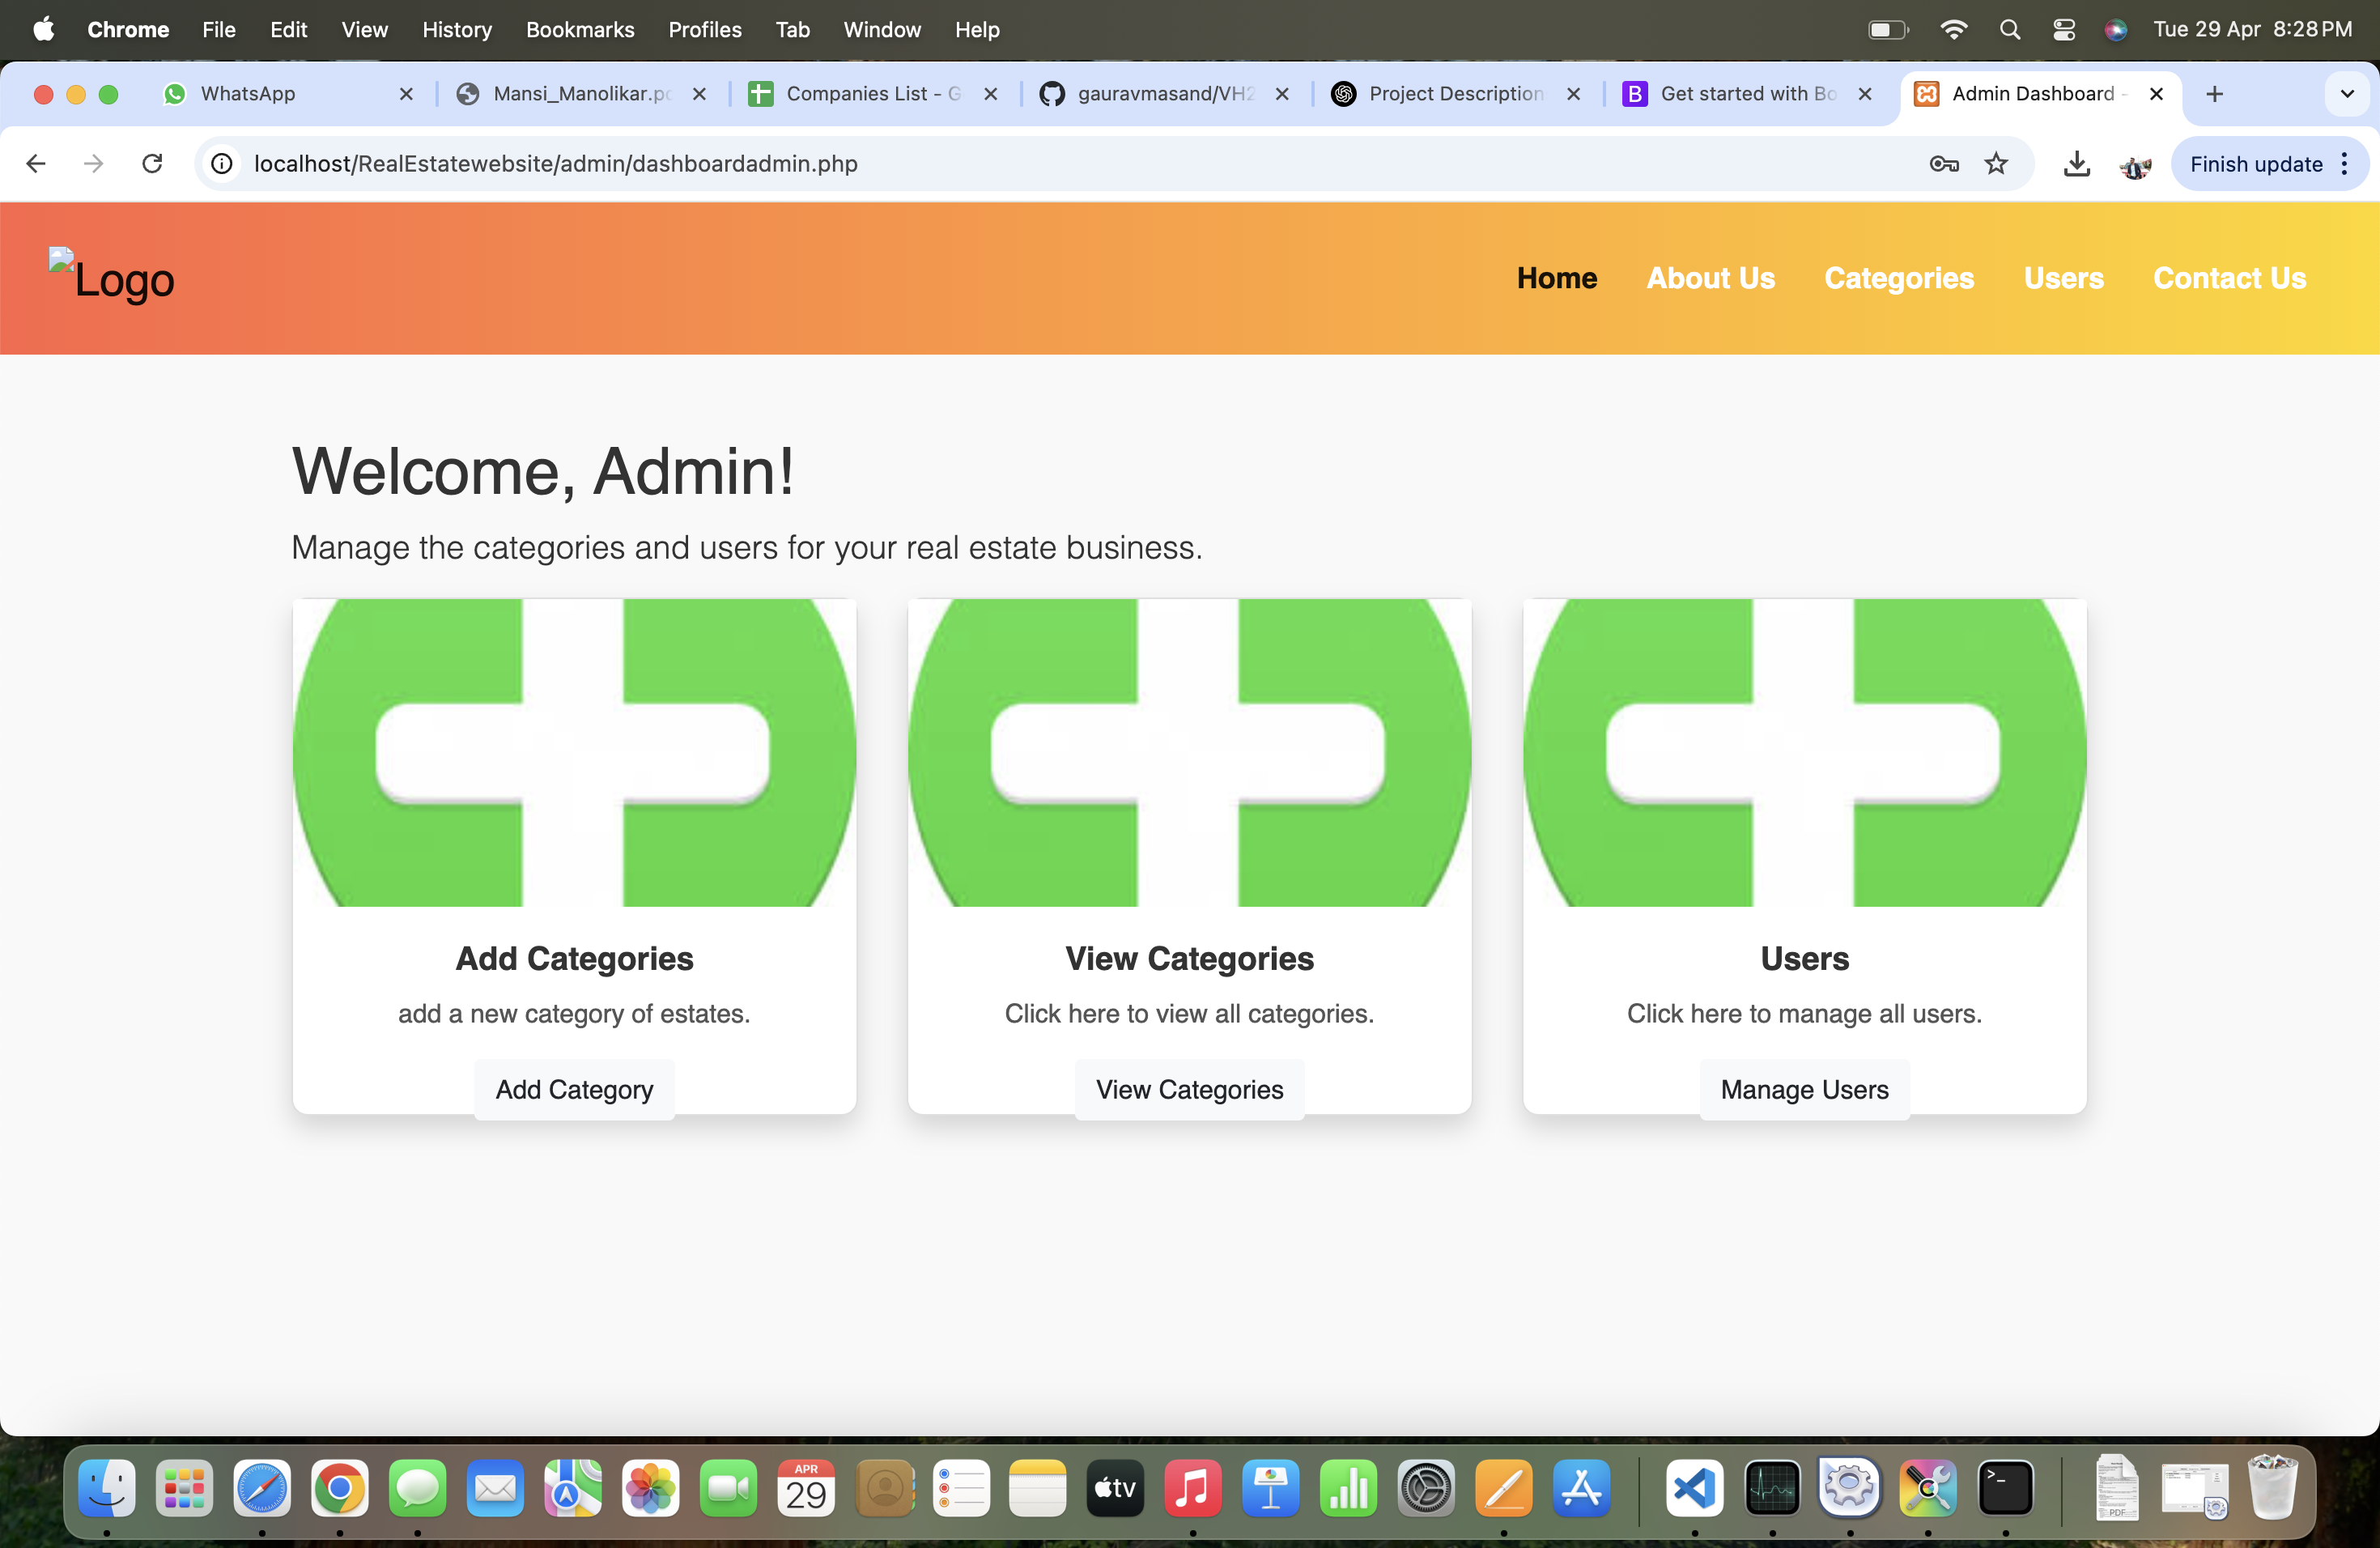 Chrome File Edit View History Bookmarks Profiles Tab Window Help Tue 29 Apr 8:28 PM
WhatsApp Mansi_Manolikar.p Companies List - G gauravmasand/VH2 Project Description B Get started with Bo Admin Dashboard -
localhost/RealEstatewebsite/admin/dashboardadmin.php Finish update
Logo Home About Us Categories Users Contact Us
Welcome, Admin!
Manage the categories and users for your real estate business.
Add Categories View Categories Users
add a new category of estates. Click here to view all categories. Click here to manage all users.
Add Category View Categories Manage Users
APR
29
tv
PDF